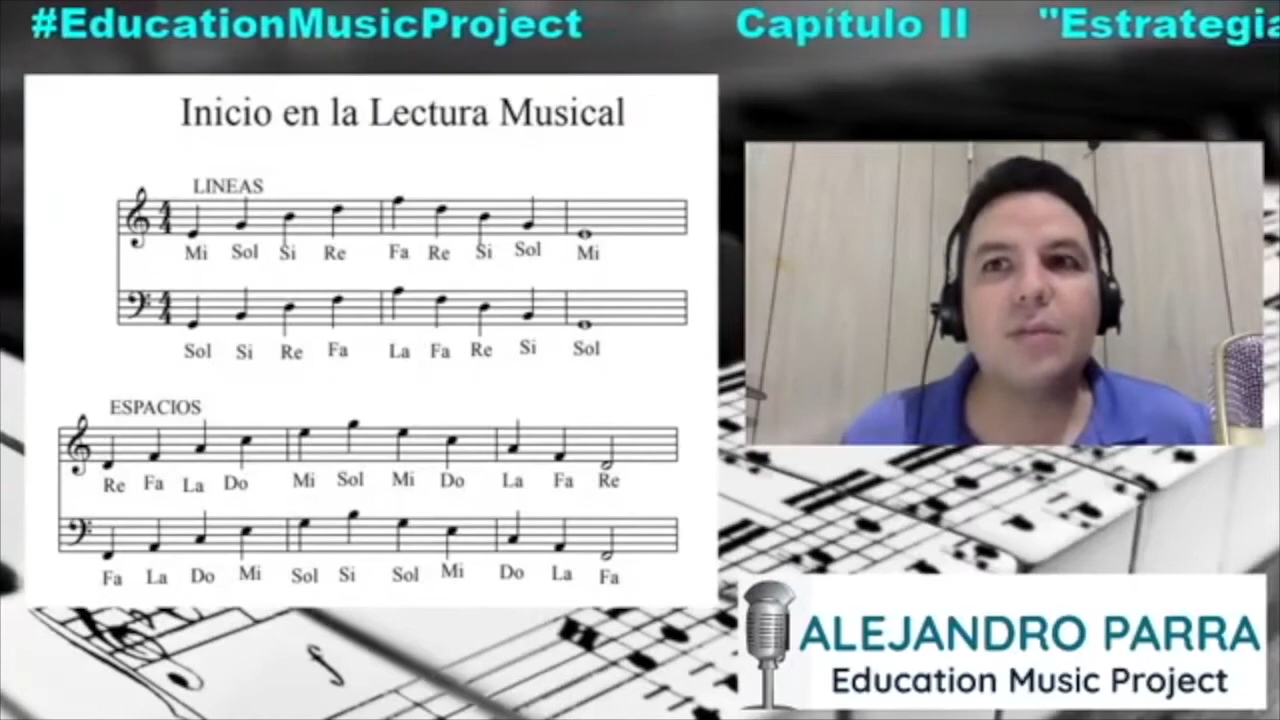 #EducationMusicProject Capítulo II "Estrategia
Inicio en la Lectura Musical
LINEAS
Mi Sol Si Re Fa Re Si Sol Mi
Sol Si Re Fa La Fa Re Si Sol
ESPACIOS
Re Fa La Do Mi Sol Mi Do La Fa Re
Fa La Do Mi Sol Si Sol Mi Do La Fa
ALEJANDRO PARRA
Education Music Project